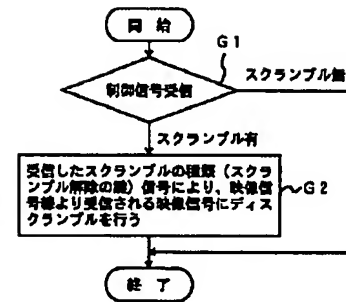 開 始
G1
制御信号受信
スクランブル無
スクランブル有
受信したスクランブルの種類(スクラ
ンブル解除の鍵)信号により、映像信
号線より受信される映像信号にディス
クランブルを行う
G2
終 了